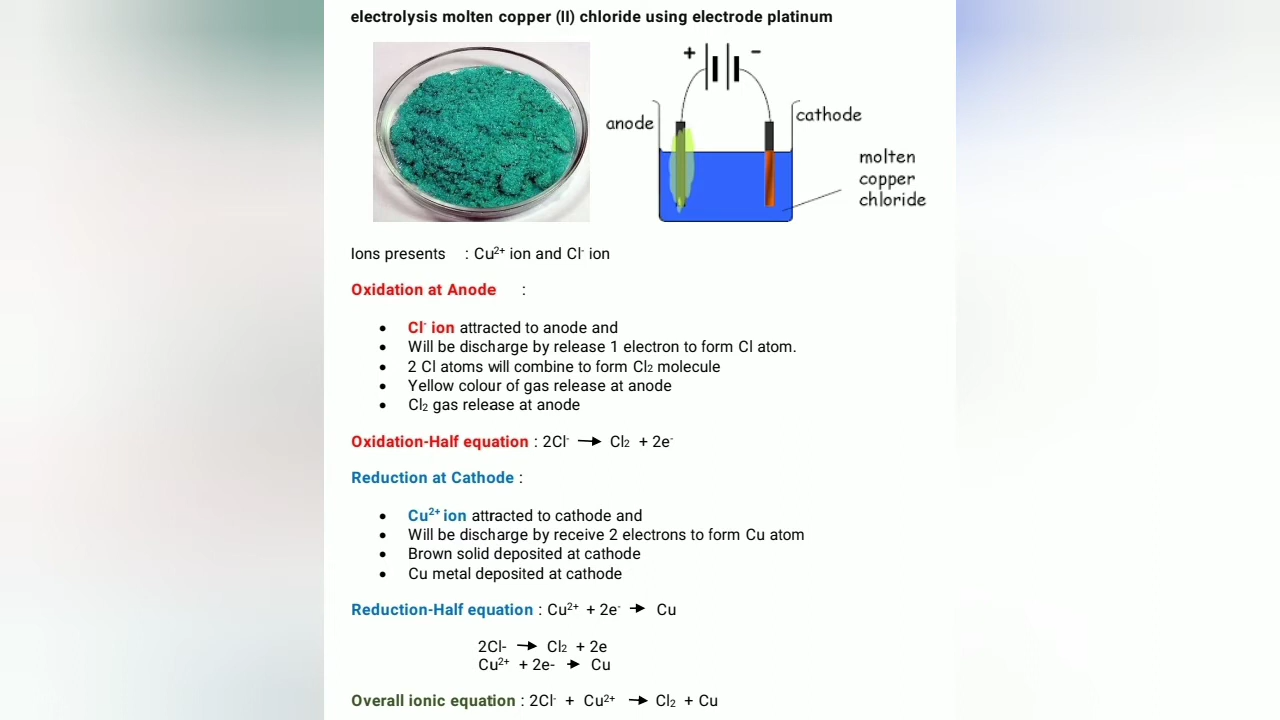 electrolysis molten copper (II) chloride using electrode platinum
+ −
anode
cathode
molten
copper
chloride
Ions presents : Cu²⁺ ion and Cl⁻ ion
Oxidation at Anode :
• Cl⁻ ion attracted to anode and
• Will be discharge by release 1 electron to form Cl atom.
• 2 Cl atoms will combine to form Cl₂ molecule
• Yellow colour of gas release at anode
• Cl₂ gas release at anode
Oxidation-Half equation : 2Cl⁻ → Cl₂ + 2e⁻
Reduction at Cathode :
• Cu²⁺ ion attracted to cathode and
• Will be discharge by receive 2 electrons to form Cu atom
• Brown solid deposited at cathode
• Cu metal deposited at cathode
Reduction-Half equation : Cu²⁺ + 2e⁻ → Cu
2Cl- → Cl₂ + 2e
Cu²⁺ + 2e- → Cu
Overall ionic equation : 2Cl⁻ + Cu²⁺ → Cl₂ + Cu